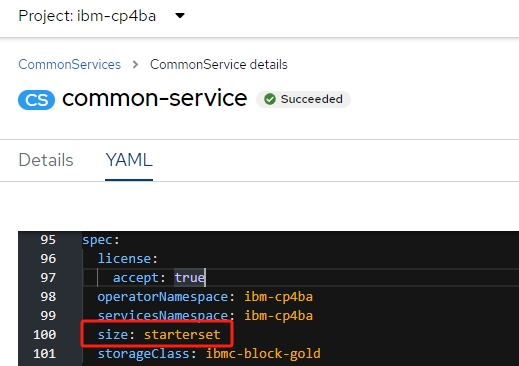 Project: ibm-cp4ba
CommonServices > CommonService details
CS common-service Succeeded
Details YAML
95 spec:
96 license:
97 accept: true
98 operatorNamespace: ibm-cp4ba
99 servicesNamespace: ibm-cp4ba
100 size: starterset
101 storageClass: ibmc-block-gold